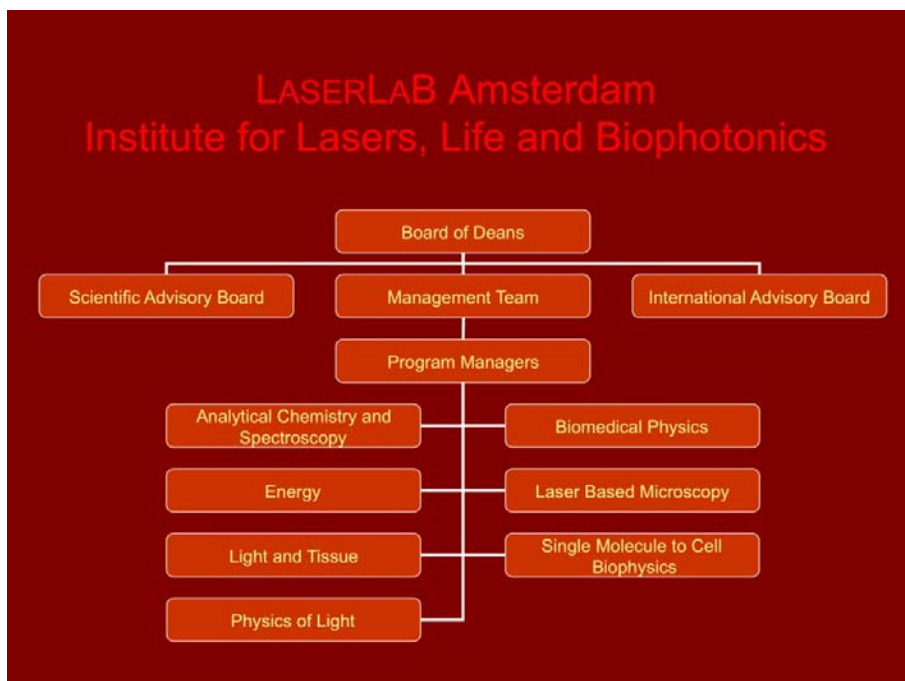 LASERLAB Amsterdam
Institute for Lasers, Life and Biophotonics
Board of Deans
Scientific Advisory Board
Management Team
International Advisory Board
Program Managers
Analytical Chemistry and
Spectroscopy
Biomedical Physics
Energy
Laser Based Microscopy
Light and Tissue
Single Molecule to Cell
Biophysics
Physics of Light